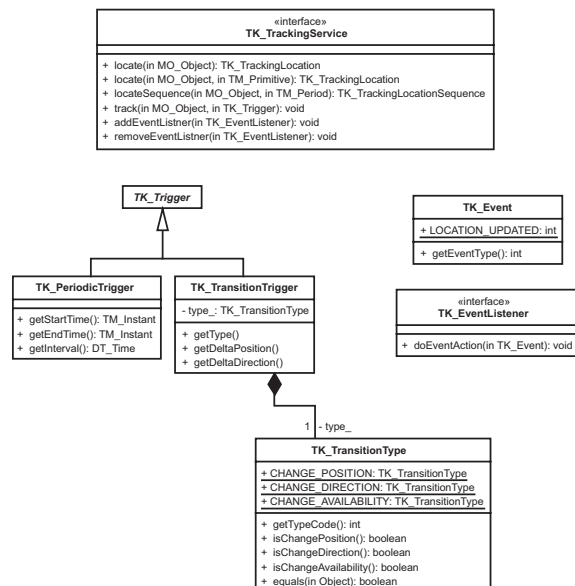 «interface»
TK_TrackingService
+ locate(in MO_Object): TK_TrackingLocation
+ locate(in MO_Object, in TM_Primitive): TK_TrackingLocation
+ locateSequence(in MO_Object, in TM_Period): TK_TrackingLocationSequence
+ track(in MO_Object, in TK_Trigger): void
+ addEventListner(in TK_EventListener): void
+ removeEventListner(in TK_EventListener): void
TK_Trigger
TK_Event
+ LOCATION_UPDATED: int
+ getEventType(): int
TK_PeriodicTrigger
+ getStartTime(): TM_Instant
+ getEndTime(): TM_Instant
+ getInterval(): DT_Time
TK_TransitionTrigger
- type_: TK_TransitionType
+ getType()
+ getDeltaPosition()
+ getDeltaDirection()
«interface»
TK_EventListener
+ doEventAction(in TK_Event): void
1 - type_
TK_TransitionType
+ CHANGE_POSITION: TK_TransitionType
+ CHANGE_DIRECTION: TK_TransitionType
+ CHANGE_AVAILABILITY: TK_TransitionType
+ getTypeCode(): int
+ isChangePosition(): boolean
+ isChangeDirection(): boolean
+ isChangeAvailability(): boolean
+ equals(in Object): boolean